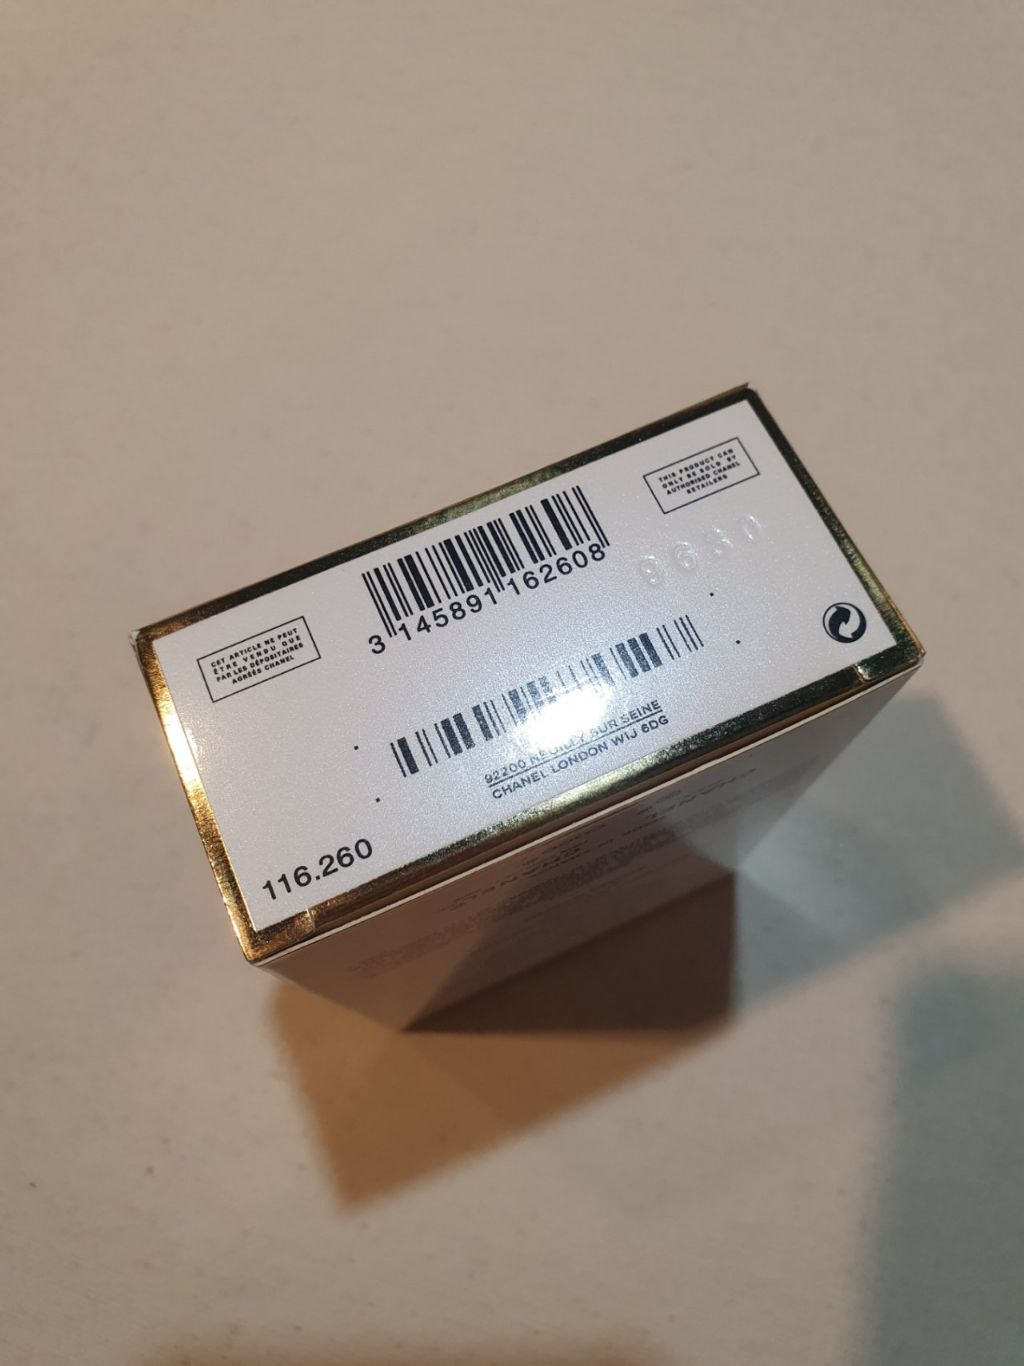 THIS PRODUCT CAN
ONLY BE SOLD BY
AUTHORISED CHANEL
RETAILERS
3 145891 162608
CET ARTICLE NE PEUT
ÊTRE VENDU QUE
PAR LES DÉPOSITAIRES
AGRÉÉS CHANEL
92200 NEUILLY SUR SEINE
CHANEL LONDON W1J 6DG
116.260